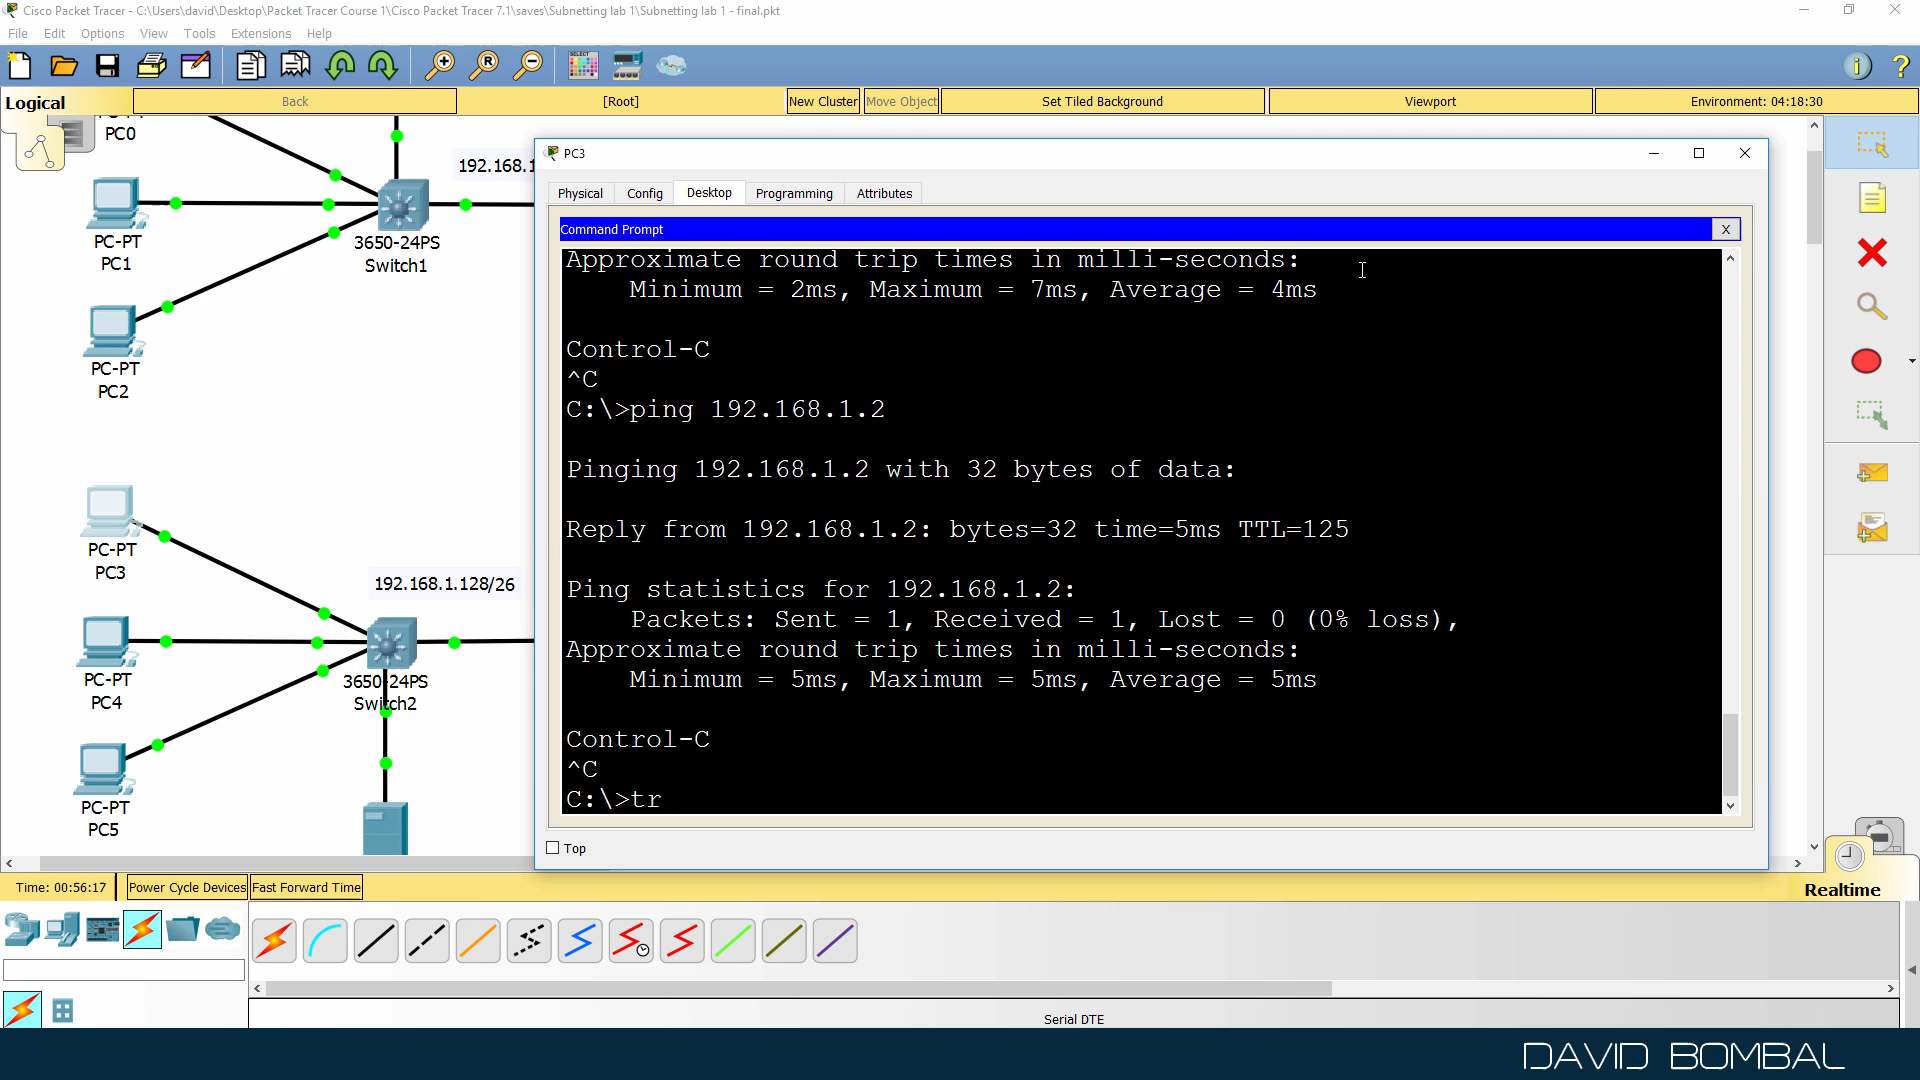 Cisco Packet Tracer - C:\Users\david\Desktop\Packet Tracer Course 1\Cisco Packet Tracer 7.1\saves\Subnetting lab 1\Subnetting lab 1 - final.pkt
File Edit Options View Tools Extensions Help
Logical Back [Root] New Cluster Move Object Set Tiled Background Viewport Environment: 04:18:30
PC0
192.168.1
PC-PT
PC1
3650-24PS
Switch1
PC-PT
PC2
PC-PT
PC3
192.168.1.128/26
PC-PT
PC4
3650-24PS
Switch2
PC-PT
PC5
PC3
Physical Config Desktop Programming Attributes
Command Prompt X
Approximate round trip times in milli-seconds:
Minimum = 2ms, Maximum = 7ms, Average = 4ms
Control-C
^C
C:\>ping 192.168.1.2
Pinging 192.168.1.2 with 32 bytes of data:
Reply from 192.168.1.2: bytes=32 time=5ms TTL=125
Ping statistics for 192.168.1.2:
Packets: Sent = 1, Received = 1, Lost = 0 (0% loss),
Approximate round trip times in milli-seconds:
Minimum = 5ms, Maximum = 5ms, Average = 5ms
Control-C
^C
C:\>tr
Top
Time: 00:56:17 Power Cycle Devices Fast Forward Time Realtime
Serial DTE
DAVID BOMBAL